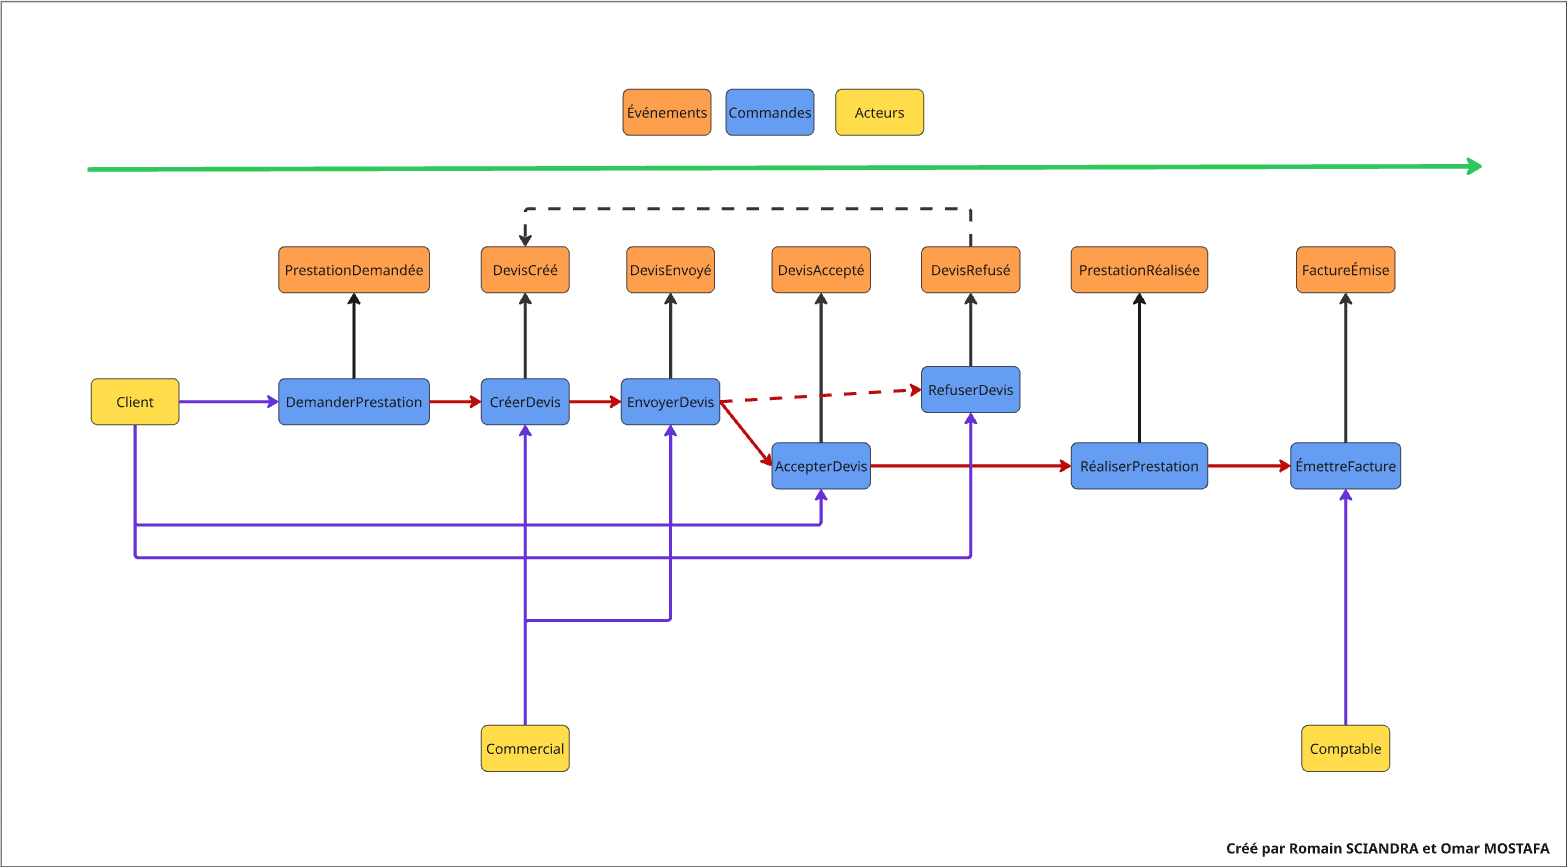 Événements
Commandes
Acteurs
PrestationDemandée
DevisCréé
DevisEnvoyé
DevisAccepté
DevisRefusé
PrestationRéalisée
FactureÉmise
Client
DemanderPrestation
CréerDevis
EnvoyerDevis
RefuserDevis
AccepterDevis
RéaliserPrestation
ÉmettreFacture
Commercial
Comptable
Créé par Romain SCIANDRA et Omar MOSTAFA